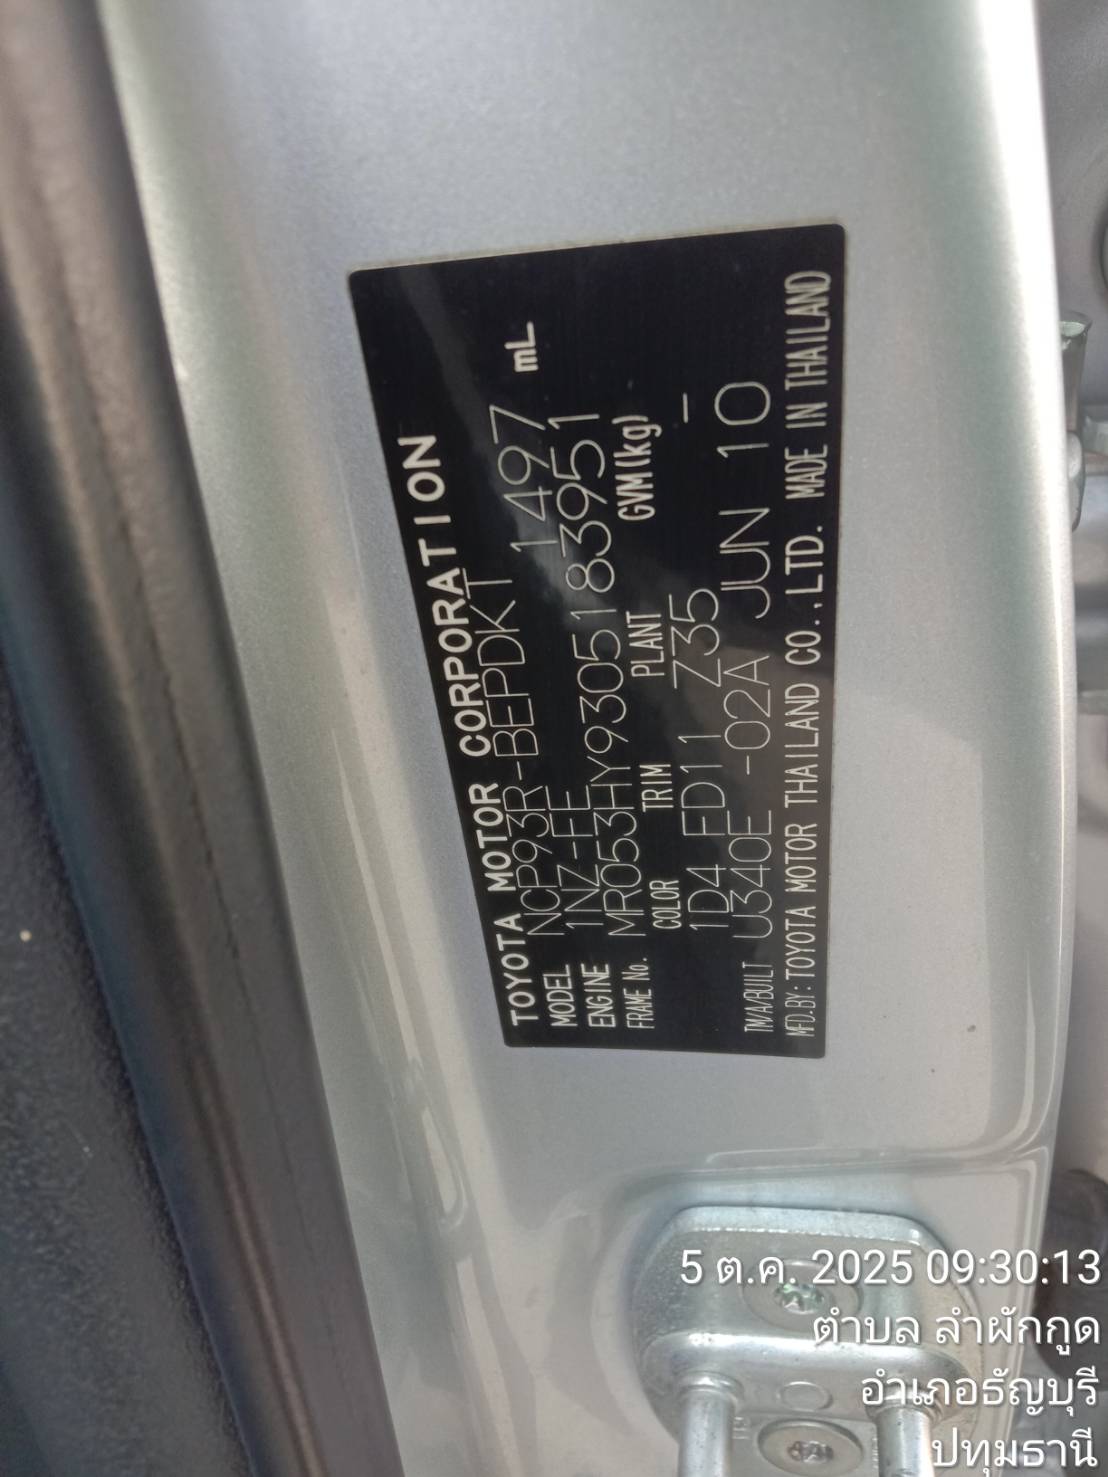 TOYOTA MOTOR CORPORATION
MODEL NCP93R-BEPDKT 1497 mL
ENGINE 1NZ-FE
FRAME No. MR053HY9305183951
COLOR TRIM PLANT GVM(kg)
1D4 FD11 Z35 -
TM/A/BUILT U340E -02A JUN 10
MFD.BY: TOYOTA MOTOR THAILAND CO.,LTD. MADE IN THAILAND
5 ต.ค. 2025 09:30:13
ตำบล ลำผักกูด
อำเภอธัญบุรี
ปทุมธานี